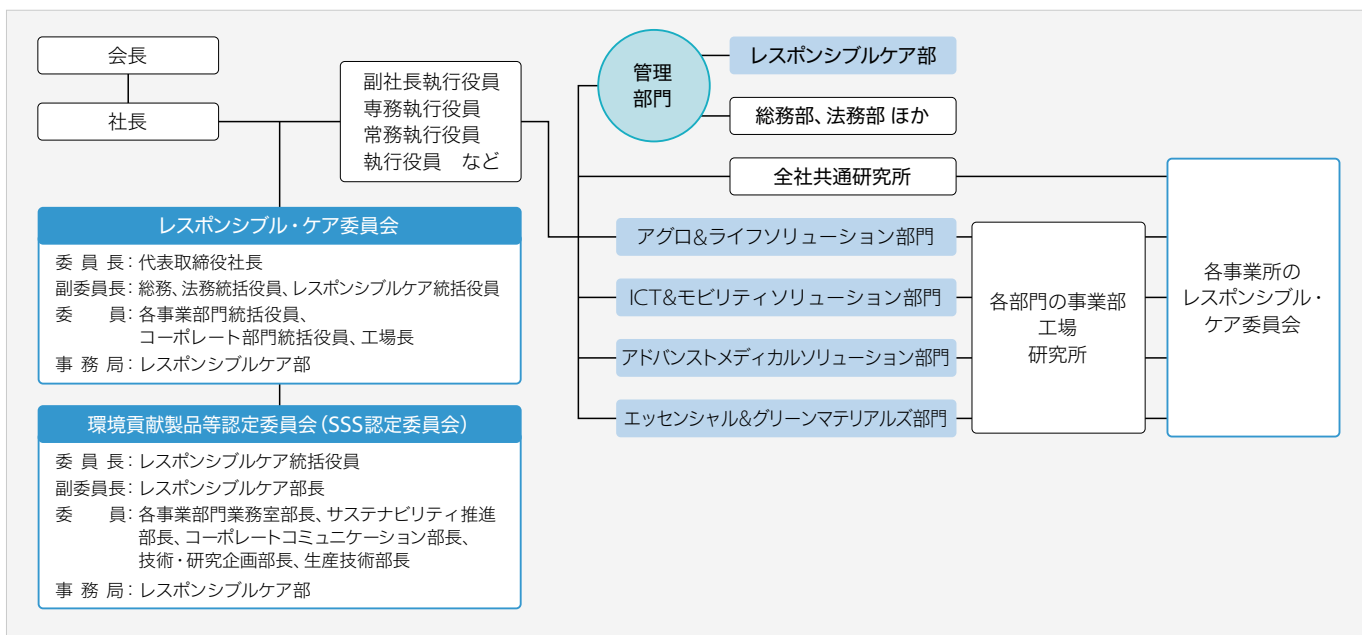 会長
社長
副社長執行役員
専務執行役員
常務執行役員
執行役員 など
レスポンシブル・ケア委員会
委員長：代表取締役社長
副委員長：総務、法務統括役員、レスポンシブルケア統括役員
委員：各事業部門統括役員、
コーポレート部門統括役員、工場長
事務局：レスポンシブルケア部
環境貢献製品等認定委員会（SSS認定委員会）
委員長：レスポンシブルケア統括役員
副委員長：レスポンシブルケア部長
委員：各事業部門業務室部長、サステナビリティ推進
部長、コーポレートコミュニケーション部長、
技術・研究企画部長、生産技術部長
事務局：レスポンシブルケア部
管理
部門
レスポンシブルケア部
総務部、法務部 ほか
全社共通研究所
アグロ&ライフソリューション部門
ICT&モビリティソリューション部門
アドバンストメディカルソリューション部門
エッセンシャル&グリーンマテリアルズ部門
各部門の事業部
工場
研究所
各事業所の
レスポンシブル・
ケア委員会